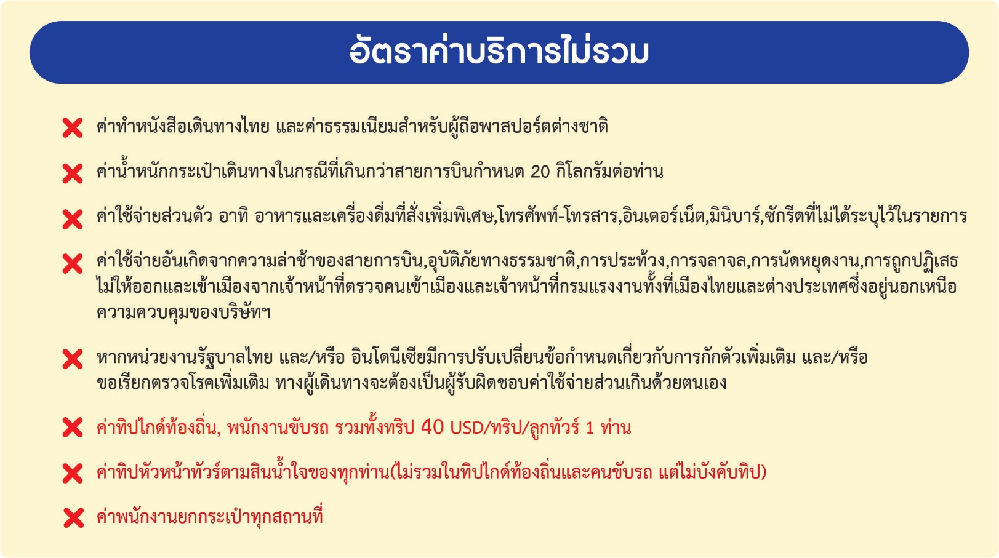 อัตราค่าบริการไม่รวม
ค่าทำหนังสือเดินทางไทย และค่าธรรมเนียมสำหรับผู้ถือพาสปอร์ตต่างชาติ
ค่าน้ำหนักกระเป๋าเดินทางในกรณีที่เกินกว่าสายการบินกำหนด 20 กิโลกรัมต่อท่าน
ค่าใช้จ่ายส่วนตัว อาทิ อาหารและเครื่องดื่มที่สั่งเพิ่มพิเศษ,โทรศัพท์-โทรสาร,อินเตอร์เน็ต,มินิบาร์,ซักรีดที่ไม่ได้ระบุไว้ในรายการ
ค่าใช้จ่ายอันเกิดจากความล่าช้าของสายการบิน,อุบัติภัยทางธรรมชาติ,การประท้วง,การจลาจล,การนัดหยุดงาน,การถูกปฏิเสธ
ไม่ให้ออกและเข้าเมืองจากเจ้าหน้าที่ตรวจคนเข้าเมืองและเจ้าหน้าที่กรมแรงงานทั้งที่เมืองไทยและต่างประเทศซึ่งอยู่นอกเหนือ
ความควบคุมของบริษัทฯ
หากหน่วยงานรัฐบาลไทย และ/หรือ อินโดนีเซียมีการปรับเปลี่ยนข้อกำหนดเกี่ยวกับการกักตัวเพิ่มเติม และ/หรือ
ขอเรียกตรวจโรคเพิ่มเติม ทางผู้เดินทางจะต้องเป็นผู้รับผิดชอบค่าใช้จ่ายส่วนเกินด้วยตนเอง
ค่าทิปไกด์ท้องถิ่น, พนักงานขับรถ รวมทั้งทริป 40 USD/ทริป/ลูกทัวร์ 1 ท่าน
ค่าทิปหัวหน้าทัวร์ตามสินน้ำใจของทุกท่าน(ไม่รวมในทิปไกด์ท้องถิ่นและคนขับรถ แต่ไม่บังคับทิป)
ค่าพนักงานยกกระเป๋าทุกสถานที่